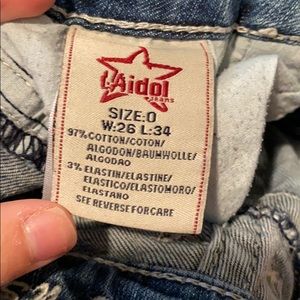 L'Aidol
JEANS
SIZE:0
W:26 L:34
97% COTTON/COTON/
ALGODON/BAUMWOLLE/
ALGODAO
3% ELASTIN/ELASTINE/
ELASTICO/ELASTOMORO/
ELASTANO
SEE REVERSE FOR CARE